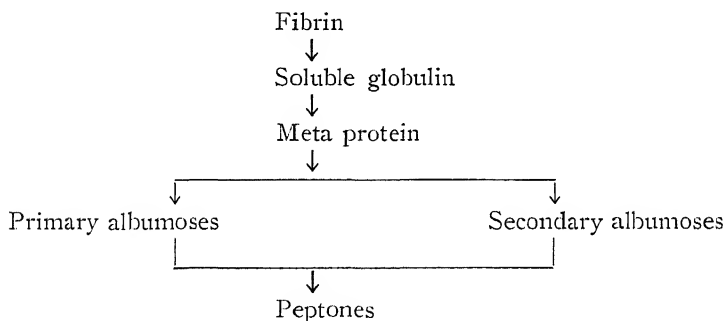 Fibrin
Soluble globulin
Meta protein
Primary albumoses
Secondary albumoses
Peptones